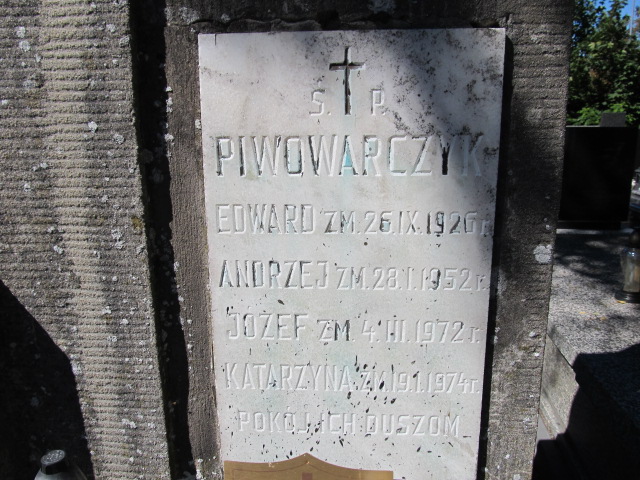 S. P.
PIWOWARCZYK
EDWARD ZM. 26.IX.1926 r.
ANDRZEJ ZM. 28.I.1952 r.
JÓZEF ZM. 4.III.1972 r.
KATARZYNA ZM. 19.I.1974 r.
POKÓJ ICH DUSZOM